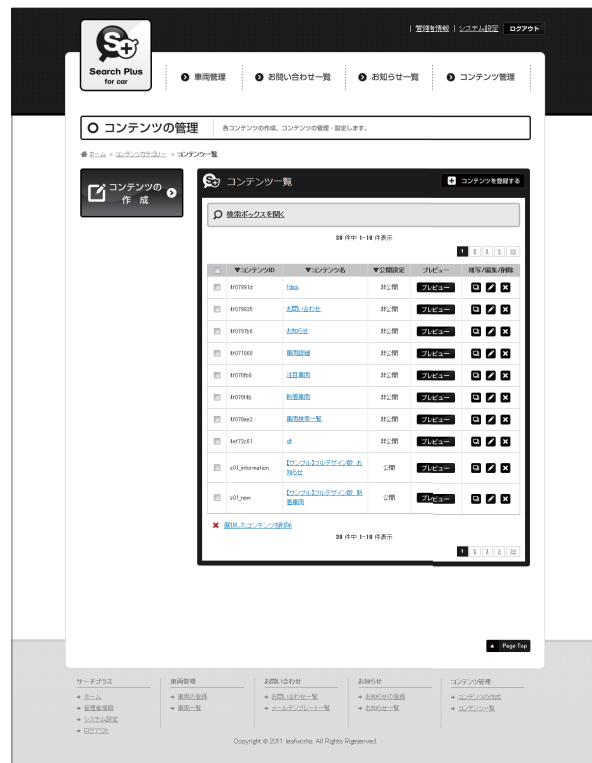 管理者情報 | システム設定 ログアウト
Search Plus
for car
車両管理
お問い合わせ一覧
お知らせ一覧
コンテンツ管理
コンテンツの管理
各コンテンツの作成、コンテンツの管理・設定します。
ホーム » コンテンツカテゴリー » コンテンツ一覧
コンテンツの
作 成
コンテンツ一覧
コンテンツを登録する
検索ボックスを開く
38 件中 1-10 件表示
1 2 3 > >>
▼コンテンツID ▼コンテンツ名 ▼公開設定 プレビュー 複写/編集/削除
非公開 プレビュー
4f079835 お問い合わせ 非公開 プレビュー
4f0797b6 お知らせ 非公開 プレビュー
4f071060 車両詳細 非公開 プレビュー
4f070fb0 注目車両 非公開 プレビュー
4f070f4b 新着車両 非公開 プレビュー
4f070ee2 車両検索一覧 非公開 プレビュー
4ef72c61 df 非公開 プレビュー
s01_information 【サンプル】フルデザイン版 お
知らせ 公開 プレビュー
s01_new 【サンプル】フルデザイン版 新
着車両 公開 プレビュー
選択したコンテンツを削除
38 件中 1-10 件表示
1 2 3 > >>
Page Top
サーチプラス
ホーム
管理者情報
システム設定
ログアウト
車両管理
車両の登録
車両一覧
お問い合わせ
お問い合わせ一覧
メールテンプレート一覧
お知らせ
お知らせの登録
お知らせ一覧
コンテンツ管理
コンテンツの作成
コンテンツ一覧
Copyright © 2011 leafworks. All Rights Rigeserved.